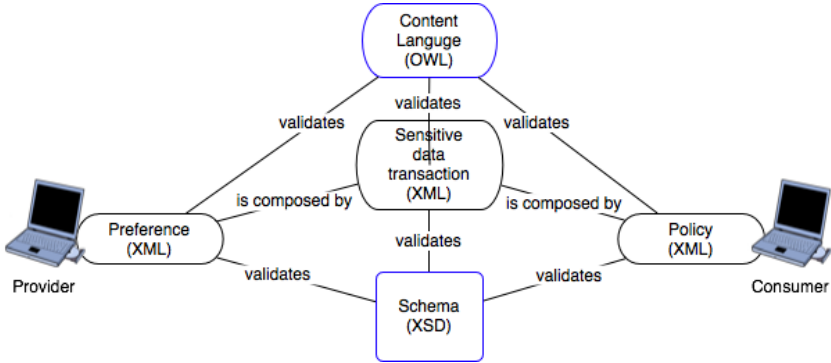 Content
Languge
(OWL)
validates
validates
validates
Sensitive
data
transaction
(XML)
is composed by
is composed by
Preference
(XML)
Policy
(XML)
validates
Provider
validates
validates
Consumer
Schema
(XSD)